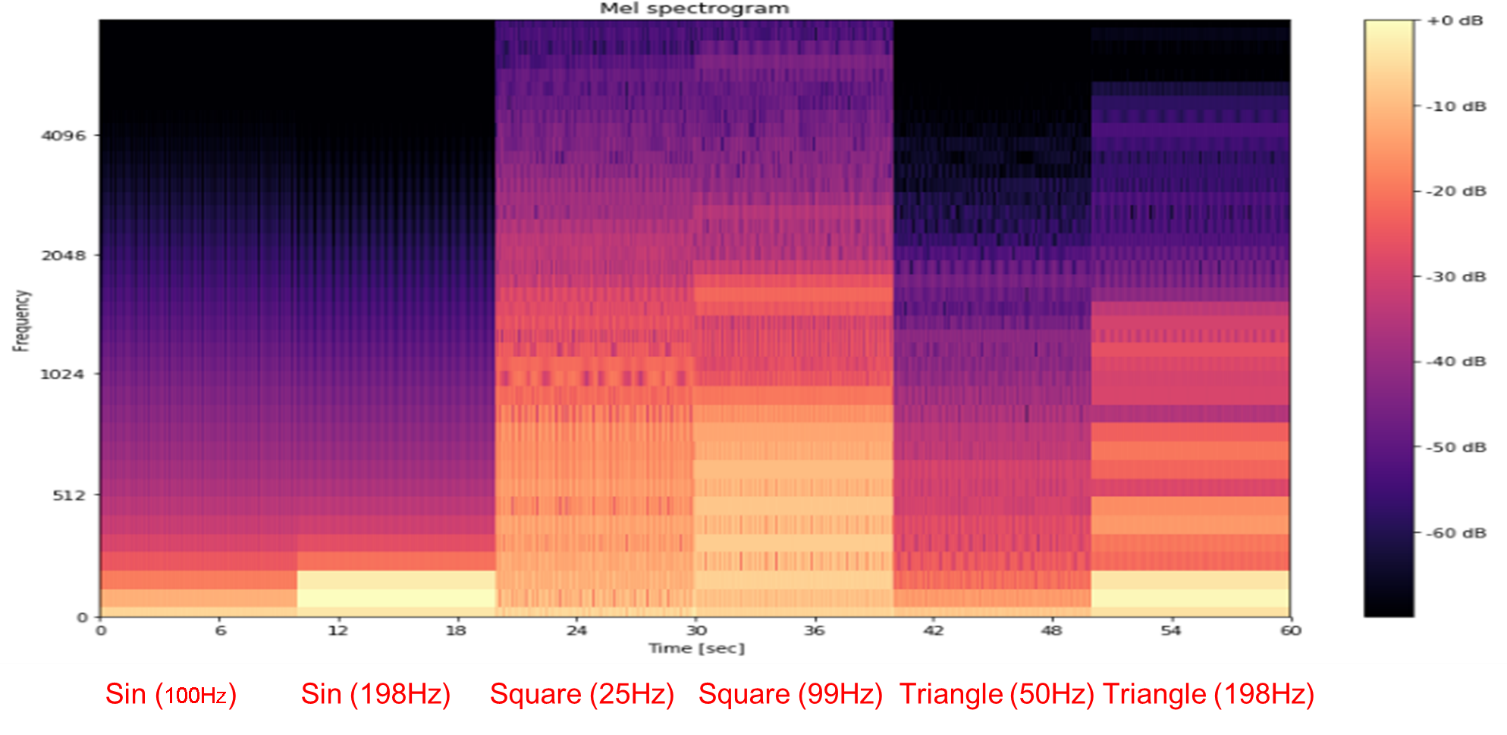 Mel spectrogram
+0 dB
-10 dB
-20 dB
-30 dB
-40 dB
-50 dB
-60 dB
Frequency
4096
2048
1024
512
0
0 6 12 18 24 30 36 42 48 54 60
Time [sec]
Sin (100Hz) Sin (198Hz) Square (25Hz) Square (99Hz) Triangle (50Hz) Triangle (198Hz)